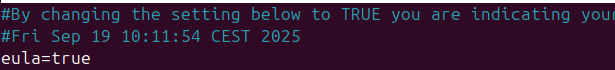 #By changing the setting below to TRUE you are indicating
#Fri Sep 19 10:11:54 CEST 2025
eula=true